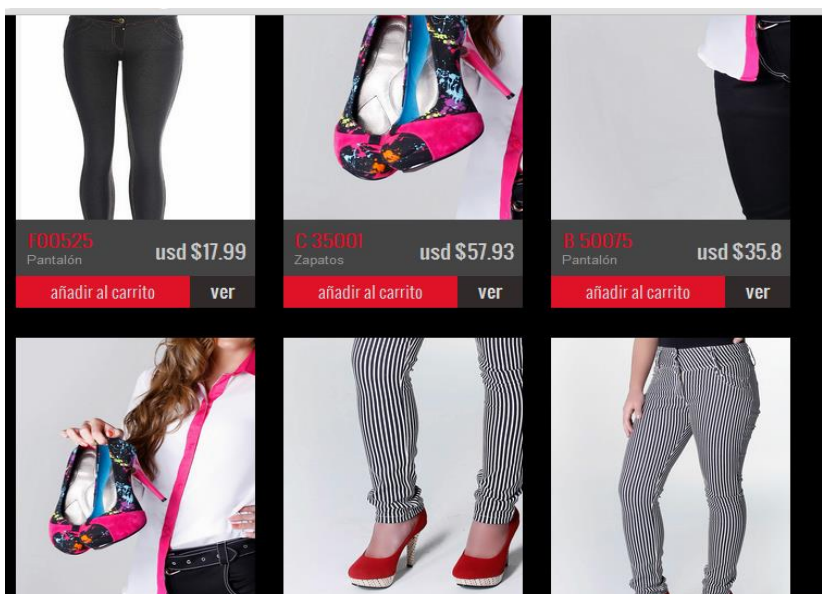 F00525
Pantalón
usd $17.99
añadir al carrito
ver
C 35001
Zapatos
usd $57.93
añadir al carrito
ver
B 50075
Pantalón
usd $35.8
añadir al carrito
ver